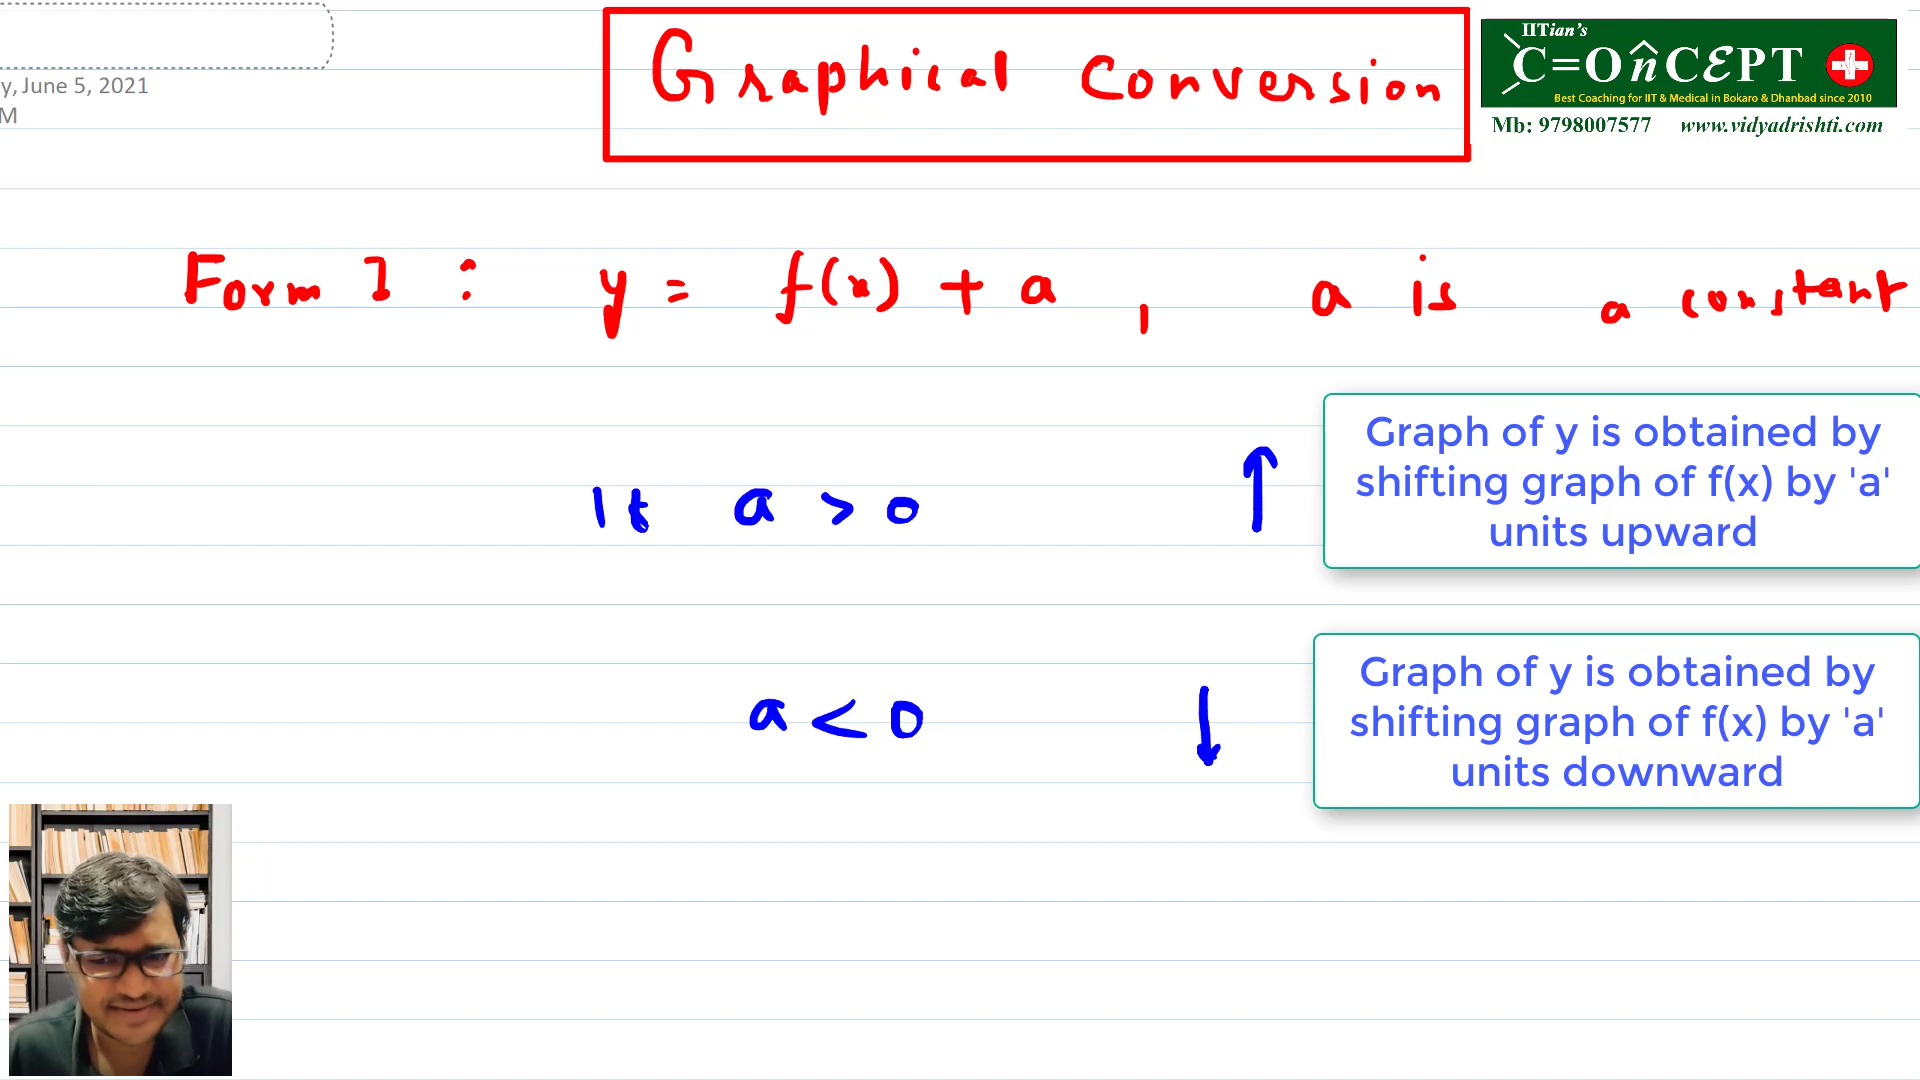 y, June 5, 2021
M
Graphical Conversion
IITian's
C=OnCEPT
Best Coaching for IIT & Medical in Bokaro & Dhanbad since 2010
Mb: 9798007577 www.vidyadrishti.com
Form I : y = f(x) + a , a is a constant
If a > 0 ↑
Graph of y is obtained by
shifting graph of f(x) by 'a'
units upward
a < 0 ↓
Graph of y is obtained by
shifting graph of f(x) by 'a'
units downward